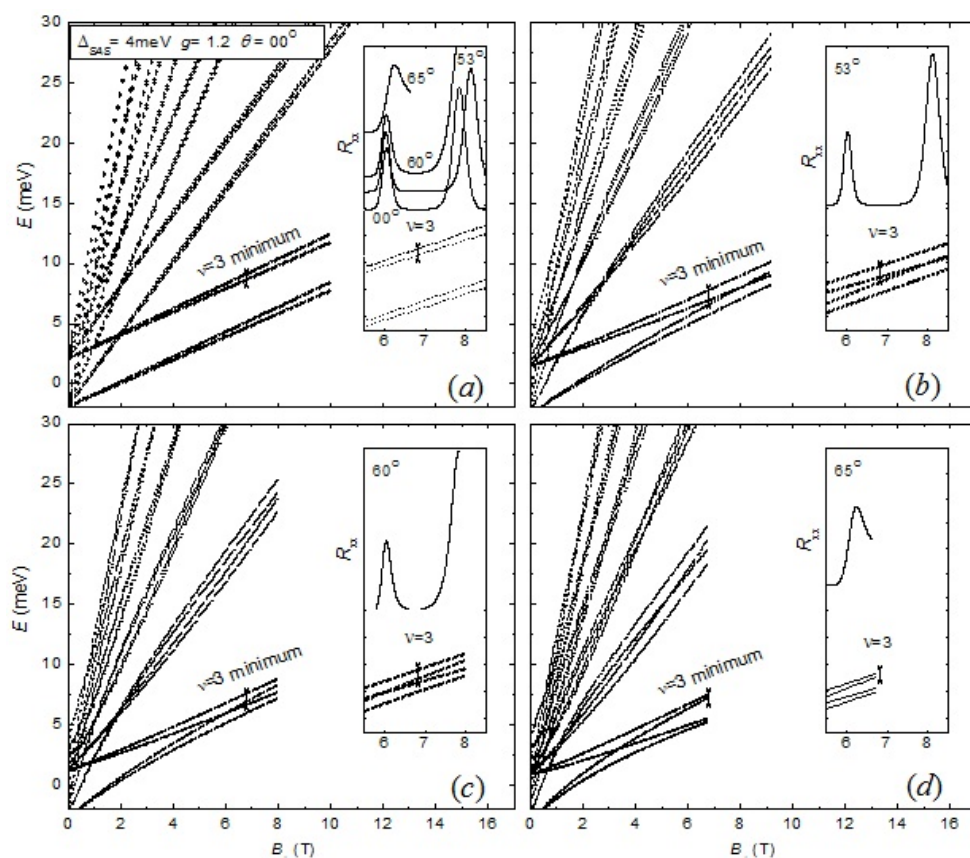 Δ_SAS = 4meV g= 1.2 θ = 00°
30
25
20
15
10
5
0
E (meV)
ν=3 minimum
(a)
65°
53°
60°
00°
R_xx
ν=3
6 7 8
ν=3 minimum
(b)
53°
R_xx
ν=3
6 7 8
30
25
20
15
10
5
0
E (meV)
ν=3 minimum
(c)
60°
R_xx
ν=3
6 7 8
0 2 4 6 8 10 12 14 16
B⊥ (T)
ν=3 minimum
(d)
65°
R_xx
ν=3
6 7 8
0 2 4 6 8 10 12 14 16
B⊥ (T)